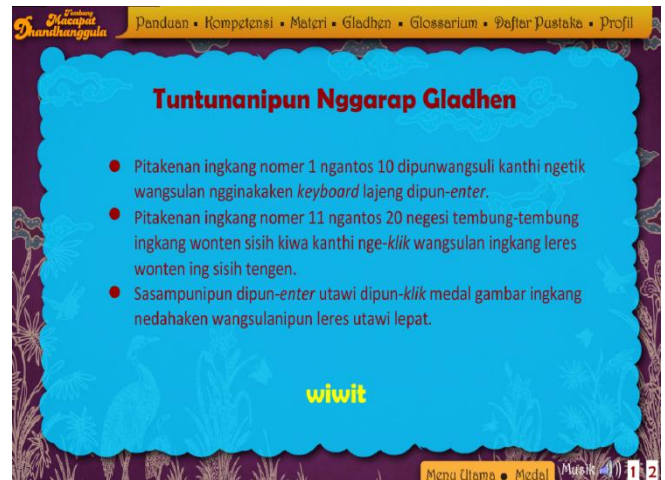 Tembang
Macapat
Dhandhanggula
Panduan • Kompetensi • Materi • Gladhen • Glossarium • Daftar Pustaka • Profil
Tuntunanipun Nggarap Gladhen
• Pitakenan ingkang nomer 1 ngantos 10 dipunwangsuli kanthi ngetik
wangsulan ngginakaken keyboard lajeng dipun-enter.
• Pitakenan ingkang nomer 11 ngantos 20 negesi tembung-tembung
ingkang wonten sisih kiwa kanthi nge-klik wangsulan ingkang leres
wonten ing sisih tengen.
• Sasampunipun dipun-enter utawi dipun-klik medal gambar ingkang
nedahaken wangsulanipun leres utawi lepat.
wiwit
Menu Utama • Medal Musik 1 2